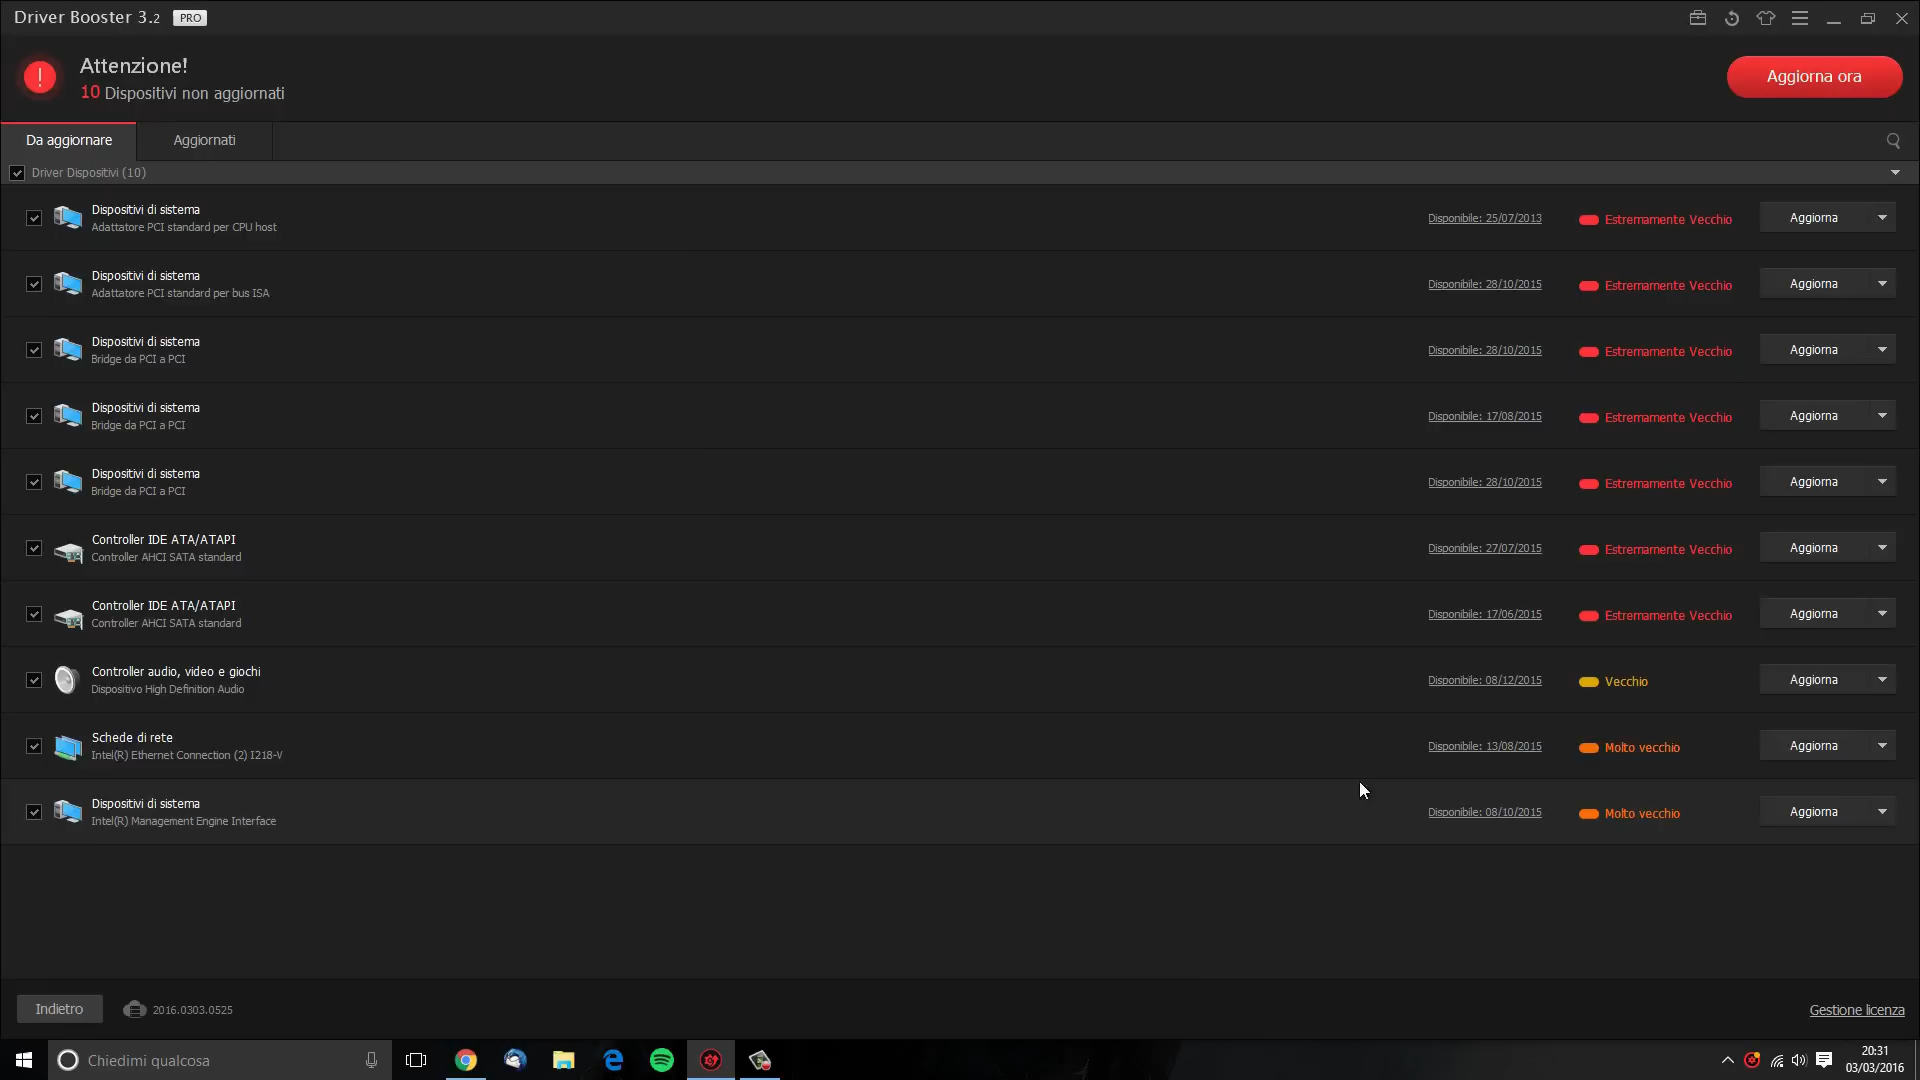 Driver Booster 3.2 PRO
Attenzione!
10 Dispositivi non aggiornati
Aggiorna ora
Da aggiornare Aggiornati
Driver Dispositivi (10)
Dispositivi di sistema
Adattatore PCI standard per CPU host
Disponibile: 25/07/2013 Estremamente Vecchio Aggiorna
Dispositivi di sistema
Adattatore PCI standard per bus ISA
Disponibile: 28/10/2015 Estremamente Vecchio Aggiorna
Dispositivi di sistema
Bridge da PCI a PCI
Disponibile: 28/10/2015 Estremamente Vecchio Aggiorna
Dispositivi di sistema
Bridge da PCI a PCI
Disponibile: 17/08/2015 Estremamente Vecchio Aggiorna
Dispositivi di sistema
Bridge da PCI a PCI
Disponibile: 28/10/2015 Estremamente Vecchio Aggiorna
Controller IDE ATA/ATAPI
Controller AHCI SATA standard
Disponibile: 27/07/2015 Estremamente Vecchio Aggiorna
Controller IDE ATA/ATAPI
Controller AHCI SATA standard
Disponibile: 17/06/2015 Estremamente Vecchio Aggiorna
Controller audio, video e giochi
Dispositivo High Definition Audio
Disponibile: 08/12/2015 Vecchio Aggiorna
Schede di rete
Intel(R) Ethernet Connection (2) I218-V
Disponibile: 13/08/2015 Molto vecchio Aggiorna
Dispositivi di sistema
Intel(R) Management Engine Interface
Disponibile: 08/10/2015 Molto vecchio Aggiorna
Indietro 2016.0303.0525 Gestione licenza
Chiedimi qualcosa
20:31
03/03/2016